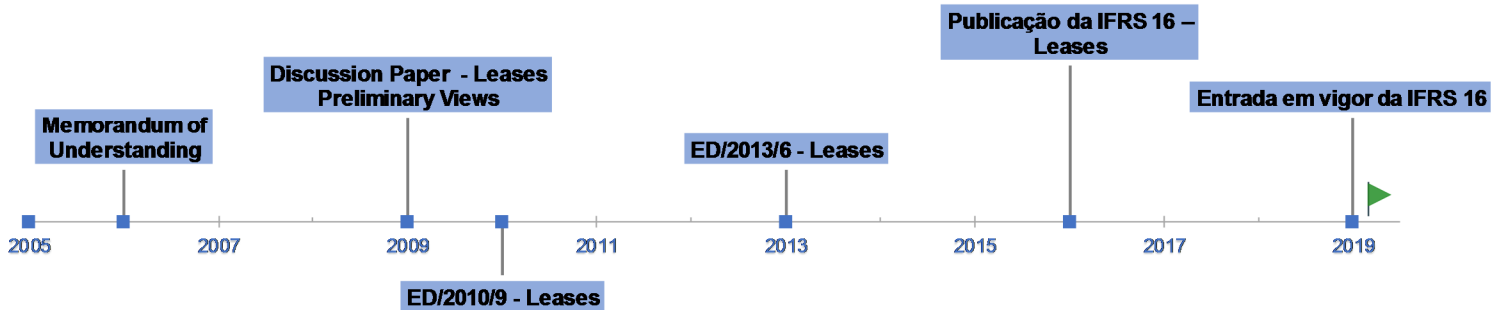 Publicação da IFRS 16 –
Leases
Discussion Paper - Leases
Preliminary Views
Entrada em vigor da IFRS 16
Memorandum of
Understanding
ED/2013/6 - Leases
2005
2007
2009
2011
2013
2015
2017
2019
ED/2010/9 - Leases